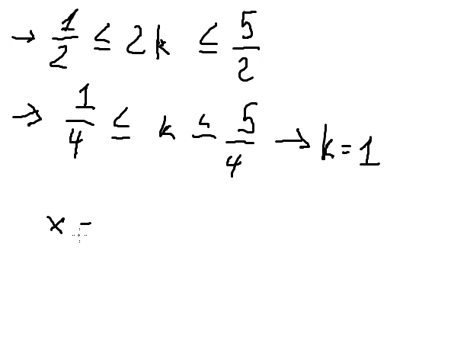 → 1/2 ≤ 2k ≤ 5/2
→ 1/4 ≤ k ≤ 5/4 → k = 1
x -